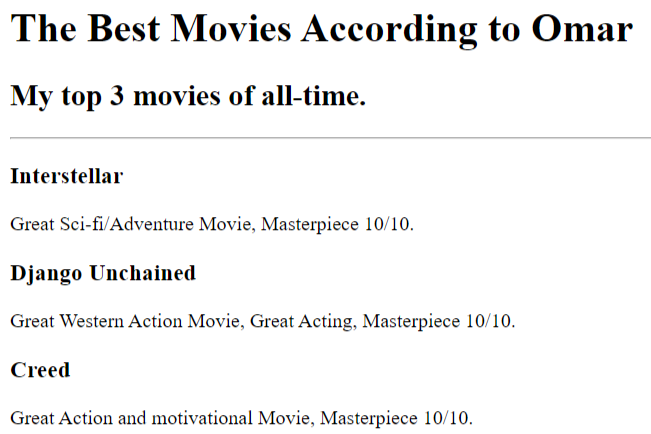 The Best Movies According to Omar
My top 3 movies of all-time.
Interstellar
Great Sci-fi/Adventure Movie, Masterpiece 10/10.
Django Unchained
Great Western Action Movie, Great Acting, Masterpiece 10/10.
Creed
Great Action and motivational Movie, Masterpiece 10/10.